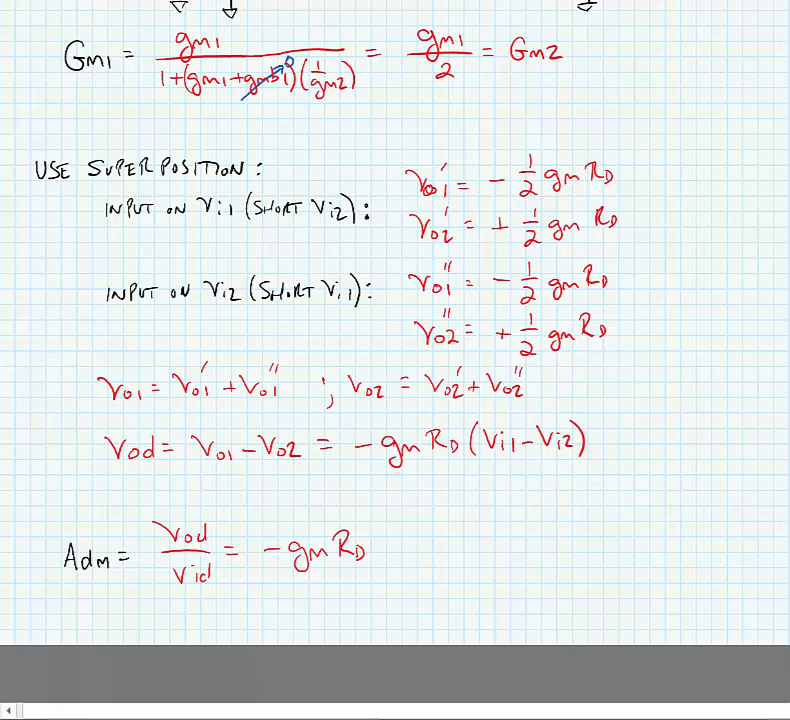 Gm1 = gm1 / (1+(gm1+gmb1)(1/gm2)) = gm1/2 = Gm2
0
USE SUPERPOSITION:
INPUT ON Vi1 (SHORT Vi2): Vo1' = - 1/2 gm RD
Vo2' = + 1/2 gm RD
INPUT ON Vi2 (SHORT Vi1): Vo1'' = - 1/2 gm RD
Vo2'' = + 1/2 gm RD
Vo1 = Vo1' + Vo1'' ; Vo2 = Vo2' + Vo2''
Vod = Vo1 - Vo2 = - gm RD (Vi1 - Vi2)
Adm = Vod/Vid = - gm RD